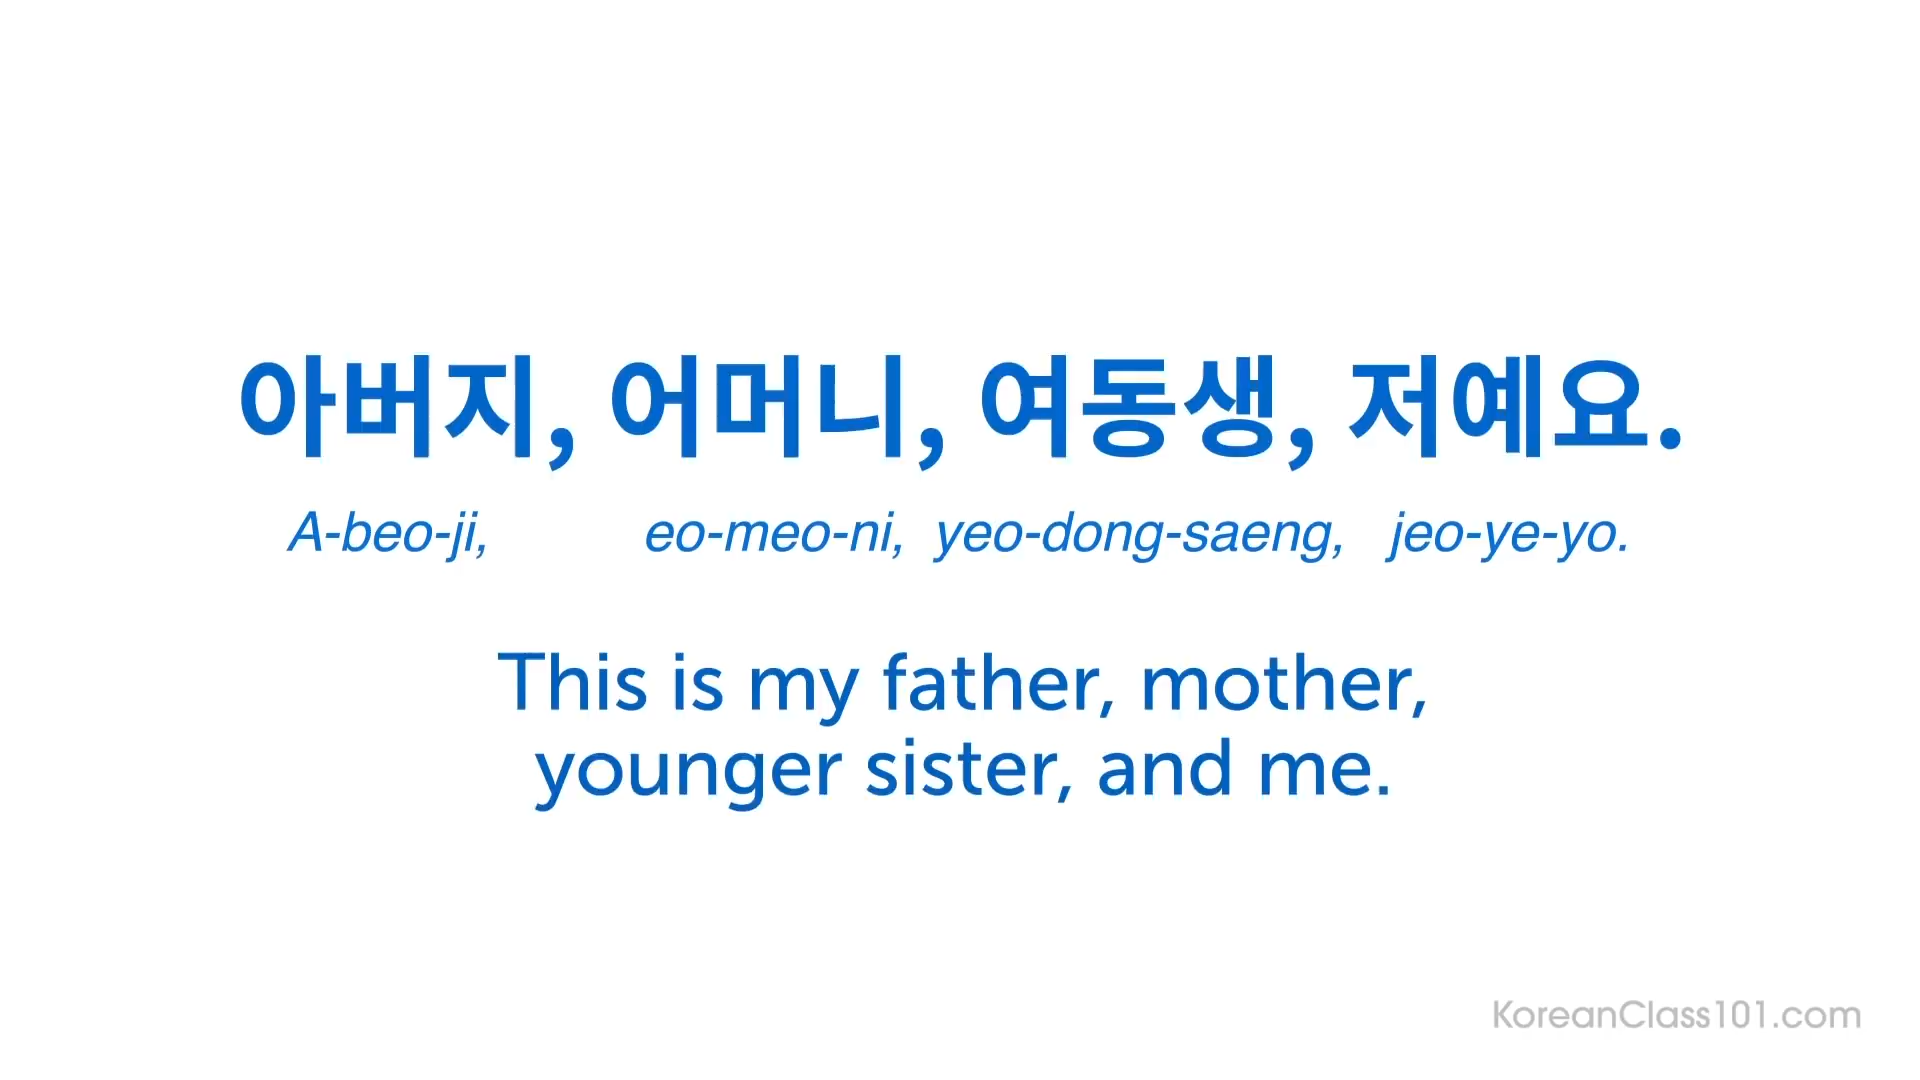 아버지, 어머니, 여동생, 저예요.
A-beo-ji, eo-meo-ni, yeo-dong-saeng, jeo-ye-yo.
This is my father, mother,
younger sister, and me.
KoreanClass101.com